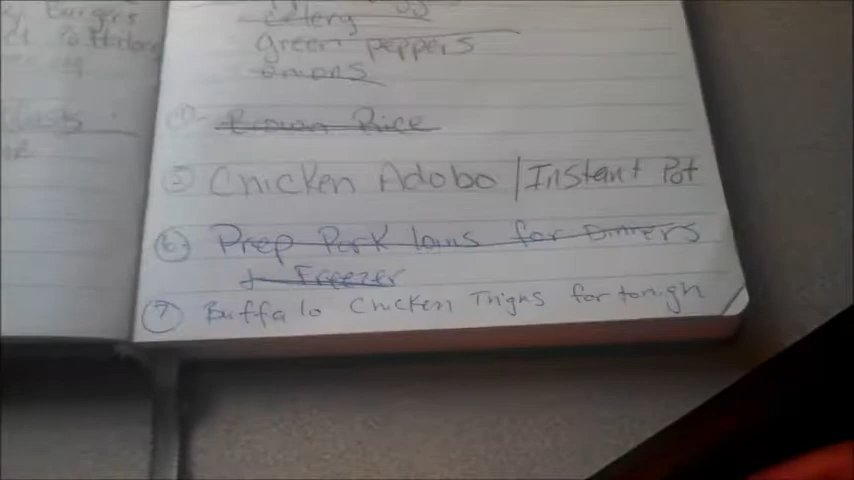 Burgers
celery
green peppers
onions
Brown Rice
5 Chicken Adobo | Instant Pot
6 Prep Pork loins for Dinners
+ Freezer
7 Buffalo Chicken Thighs for tonigh